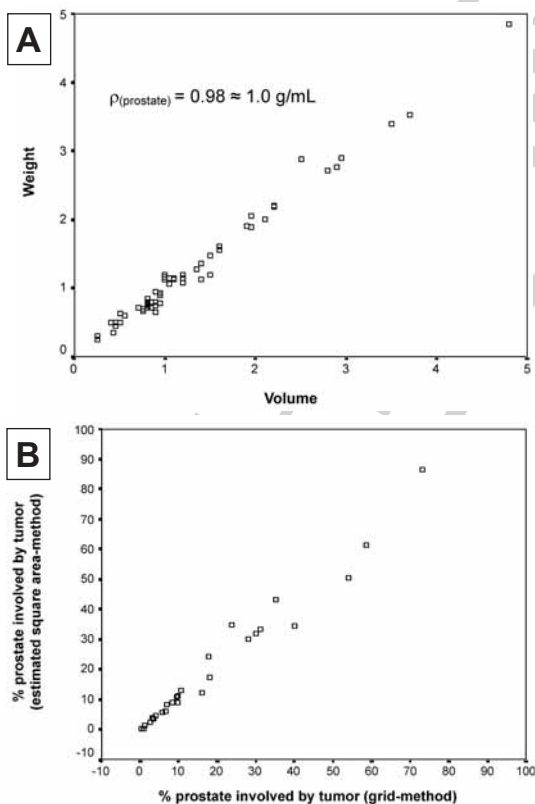 A
5
4
3
2
1
0
ρ(prostate) = 0.98 ≈ 1.0 g/mL
Weight
0 1 2 3 4 5
Volume
B
100
90
80
70
60
50
40
30
20
10
0
-10
% prostate involved by tumor
(estimated square area-method)
-10 0 10 20 30 40 50 60 70 80 90 100
% prostate involved by tumor (grid-method)